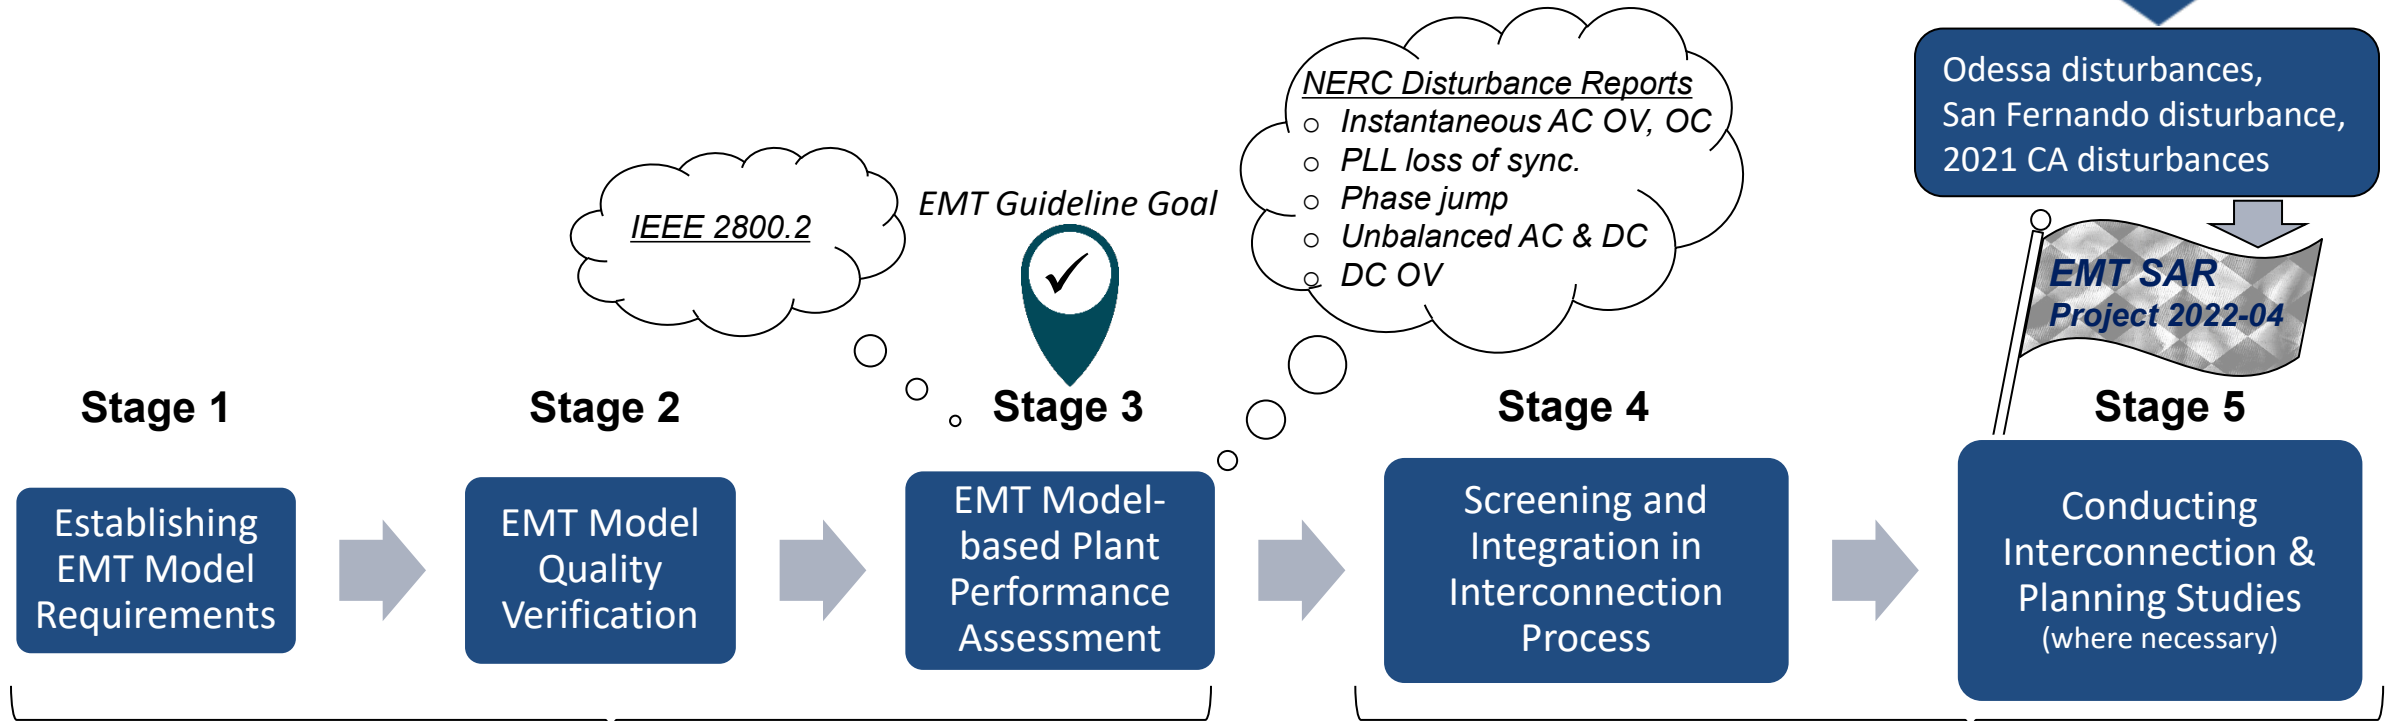 Odessa disturbances,
San Fernando disturbance,
2021 CA disturbances
NERC Disturbance Reports
o Instantaneous AC OV, OC
o PLL loss of sync.
o Phase jump
o Unbalanced AC & DC
o DC OV
IEEE 2800.2
EMT Guideline Goal
EMT SAR
Project 2022-04
Stage 1
Stage 2
Stage 3
Stage 4
Stage 5
Establishing
EMT Model
Requirements
EMT Model
Quality
Verification
EMT Model-
based Plant
Performance
Assessment
Screening and
Integration in
Interconnection
Process
Conducting
Interconnection &
Planning Studies
(where necessary)